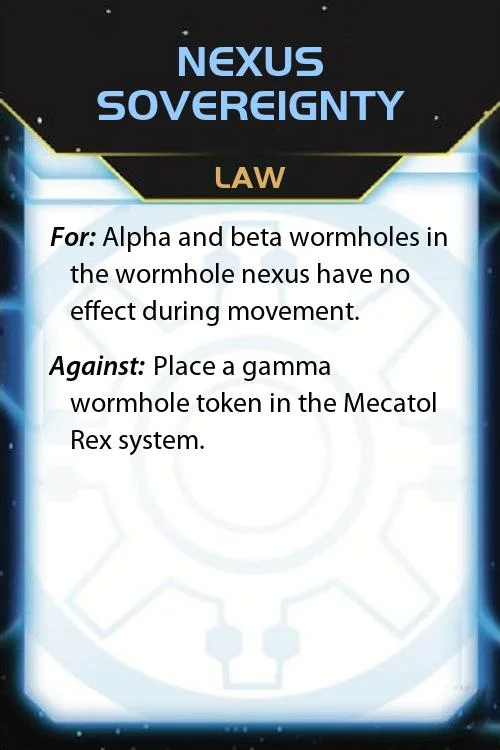 NEXUS
SOVEREIGNTY
LAW
For: Alpha and beta wormholes in
the wormhole nexus have no
effect during movement.
Against: Place a gamma
wormhole token in the Mecatol
Rex system.